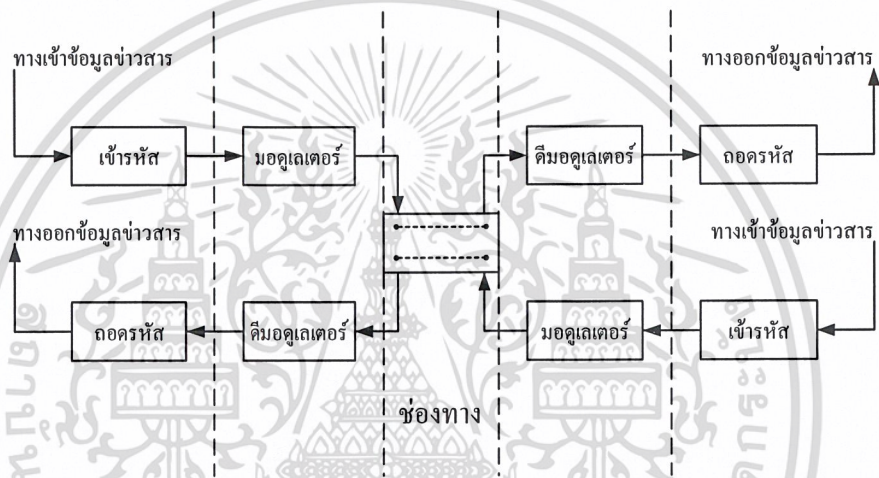 ทางเข้าข้อมูลข่าวสาร
ทางออกข้อมูลข่าวสาร
เข้ารหัส
มอดูเลเตอร์
ดีมอดูเลเตอร์
ถอดรหัส
ทางออกข้อมูลข่าวสาร
ทางเข้าข้อมูลข่าวสาร
ถอดรหัส
ดีมอดูเลเตอร์
มอดูเลเตอร์
เข้ารหัส
ช่องทาง